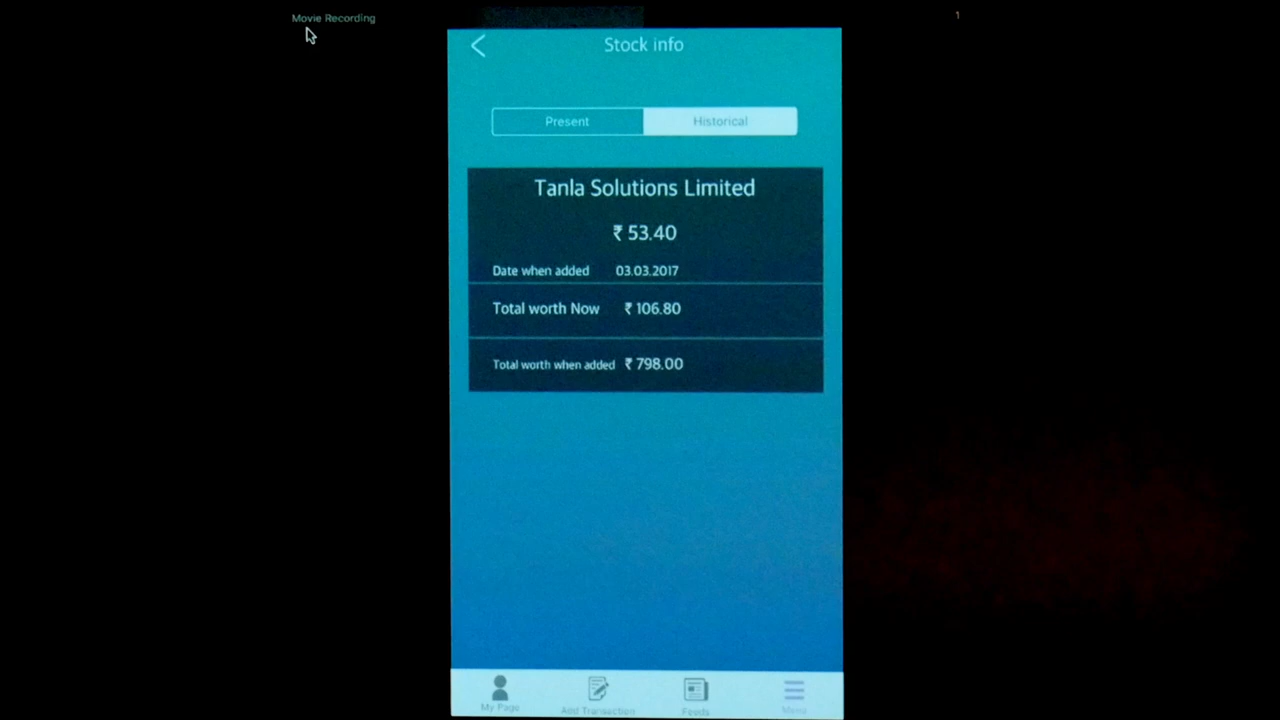 Movie Recording
1
Stock info
Present Historical
Tanla Solutions Limited
₹ 53.40
Date when added 03.03.2017
Total worth Now ₹ 106.80
Total worth when added ₹ 798.00
My Page Add Transaction Feeds Menu